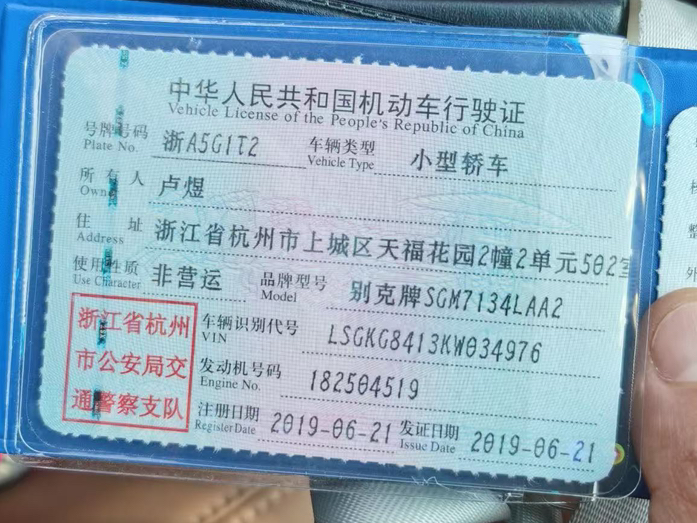 中华人民共和国机动车行驶证
Vehicle License of the People's Republic of China
号牌号码 浙A5G1T2 车辆类型 小型轿车
Plate No. Vehicle Type
所有人 卢煜
Owner
住址 浙江省杭州市上城区天福花园2幢2单元502室
Address
使用性质 非营运 品牌型号 别克牌SGM7134LAA2
Use Character Model
浙江省杭州
市公安局交
通警察支队
车辆识别代号 LSGKG8413KW034976
VIN
发动机号码 182504519
Engine No.
注册日期 2019-06-21 发证日期 2019-06-21
Register Date Issue Date